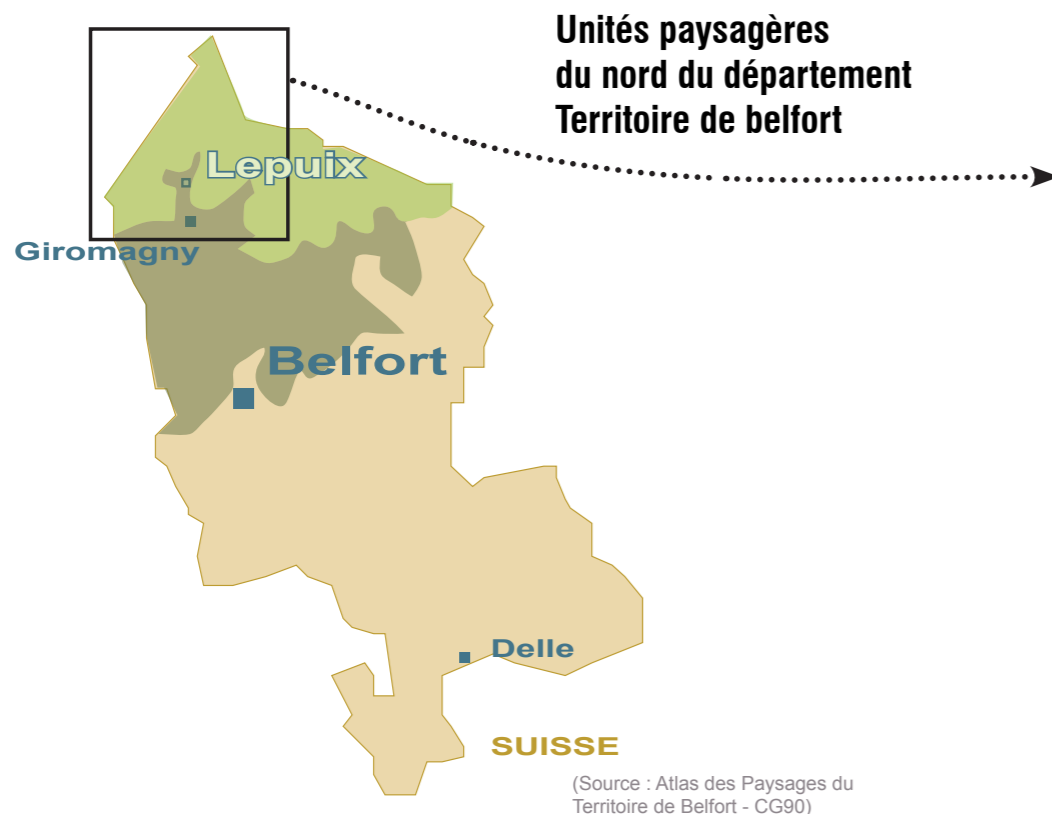 Unités paysagères
du nord du département
Territoire de belfort
Lepuix
Giromagny
Belfort
Delle
SUISSE
(Source : Atlas des Paysages du
Territoire de Belfort - CG90)